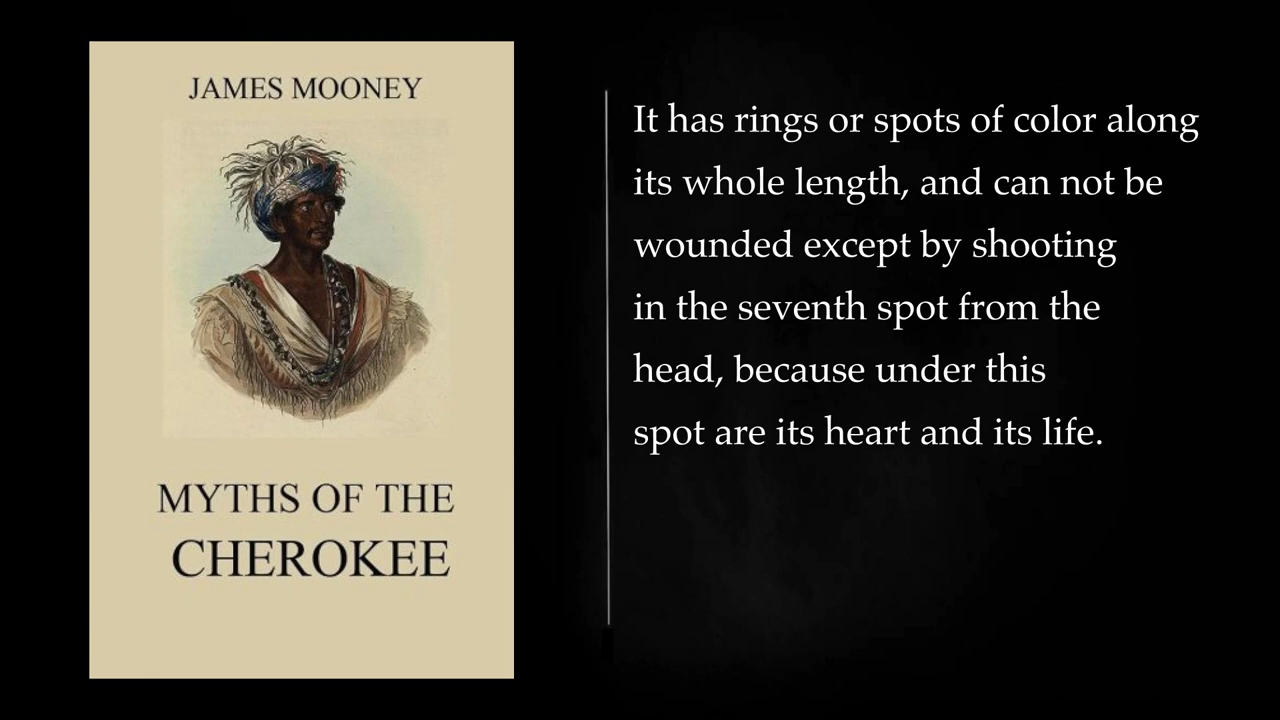 JAMES MOONEY
MYTHS OF THE
CHEROKEE
It has rings or spots of color along
its whole length, and can not be
wounded except by shooting
in the seventh spot from the
head, because under this
spot are its heart and its life.